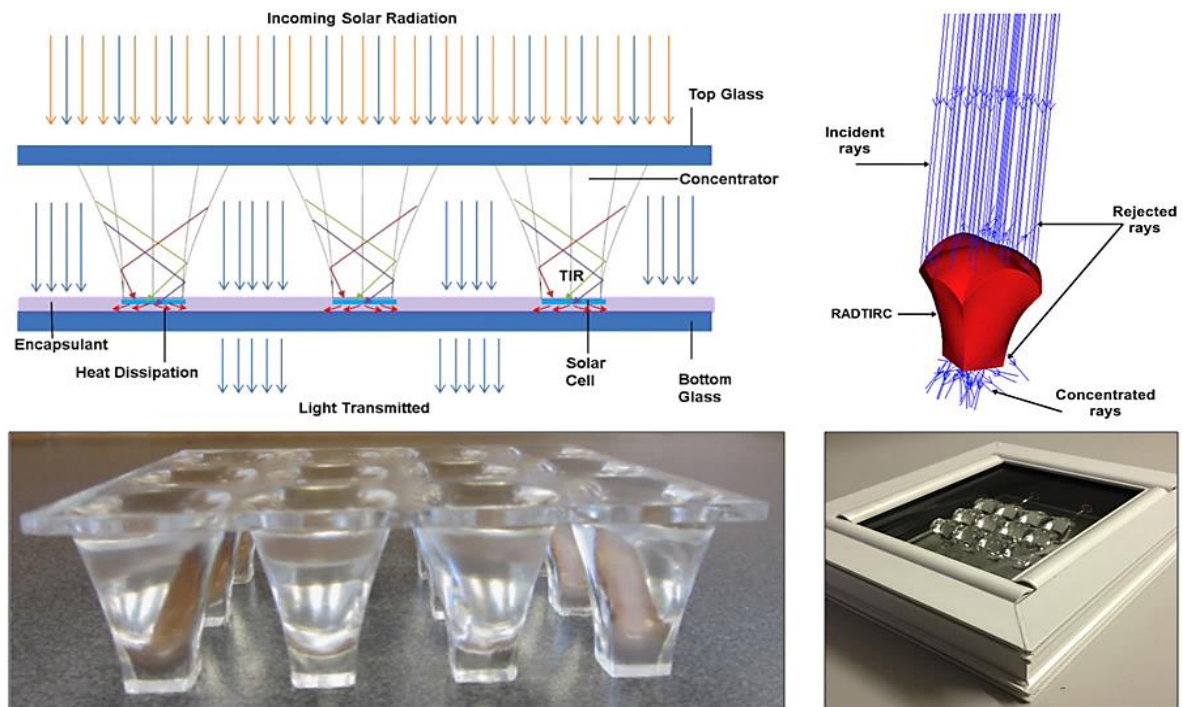 Incoming Solar Radiation
Top Glass
Concentrator
TIR
Encapsulant
Heat Dissipation
Solar
Cell
Bottom
Glass
Light Transmitted
Incident
rays
Rejected
rays
RADTIRC
Concentrated
rays